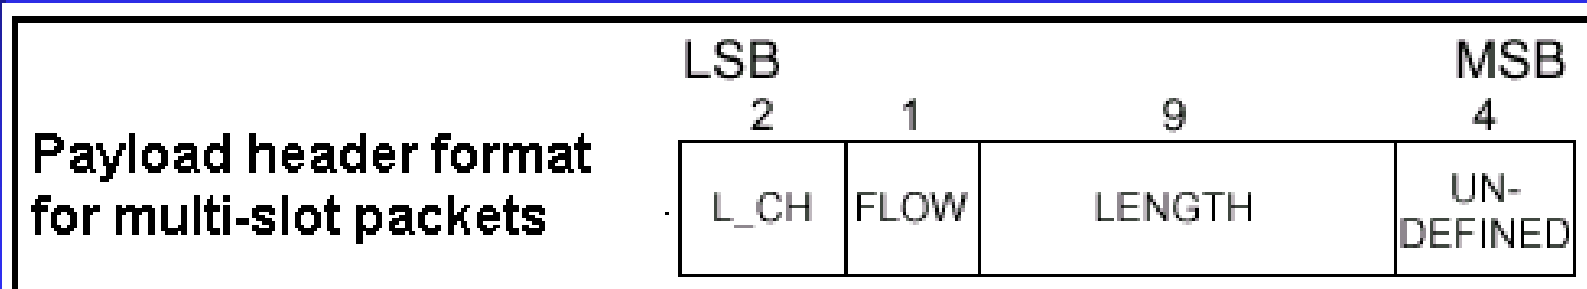 LSB MSB
2 1 9 4
Payload header format
for multi-slot packets
L_CH FLOW LENGTH UN-
DEFINED